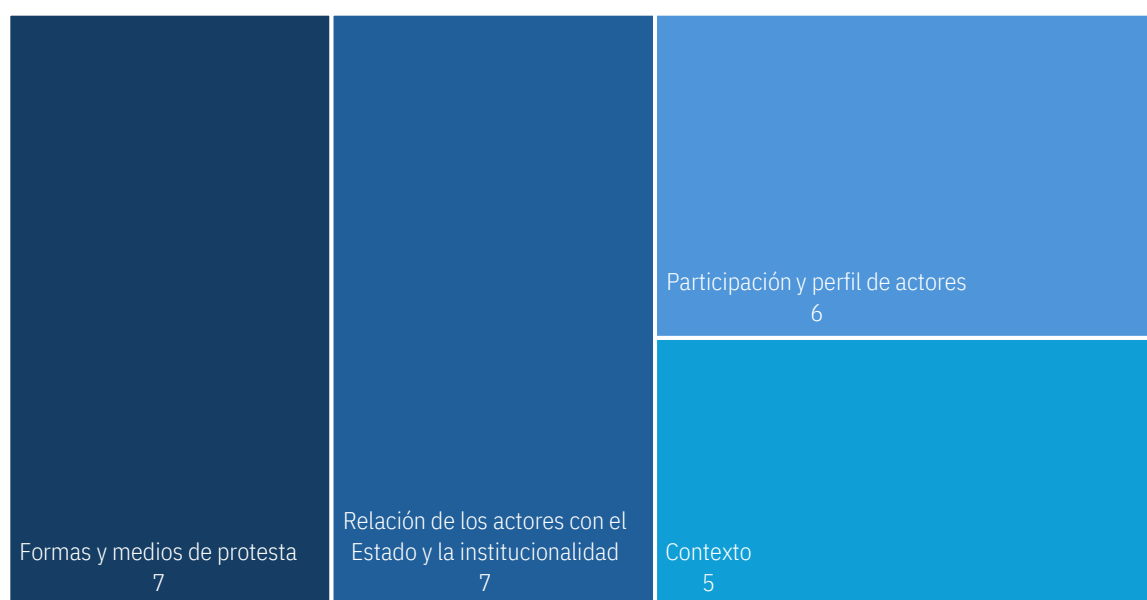 Formas y medios de protesta
7
Relación de los actores con el
Estado y la institucionalidad
7
Participación y perfil de actores
6
Contexto
5